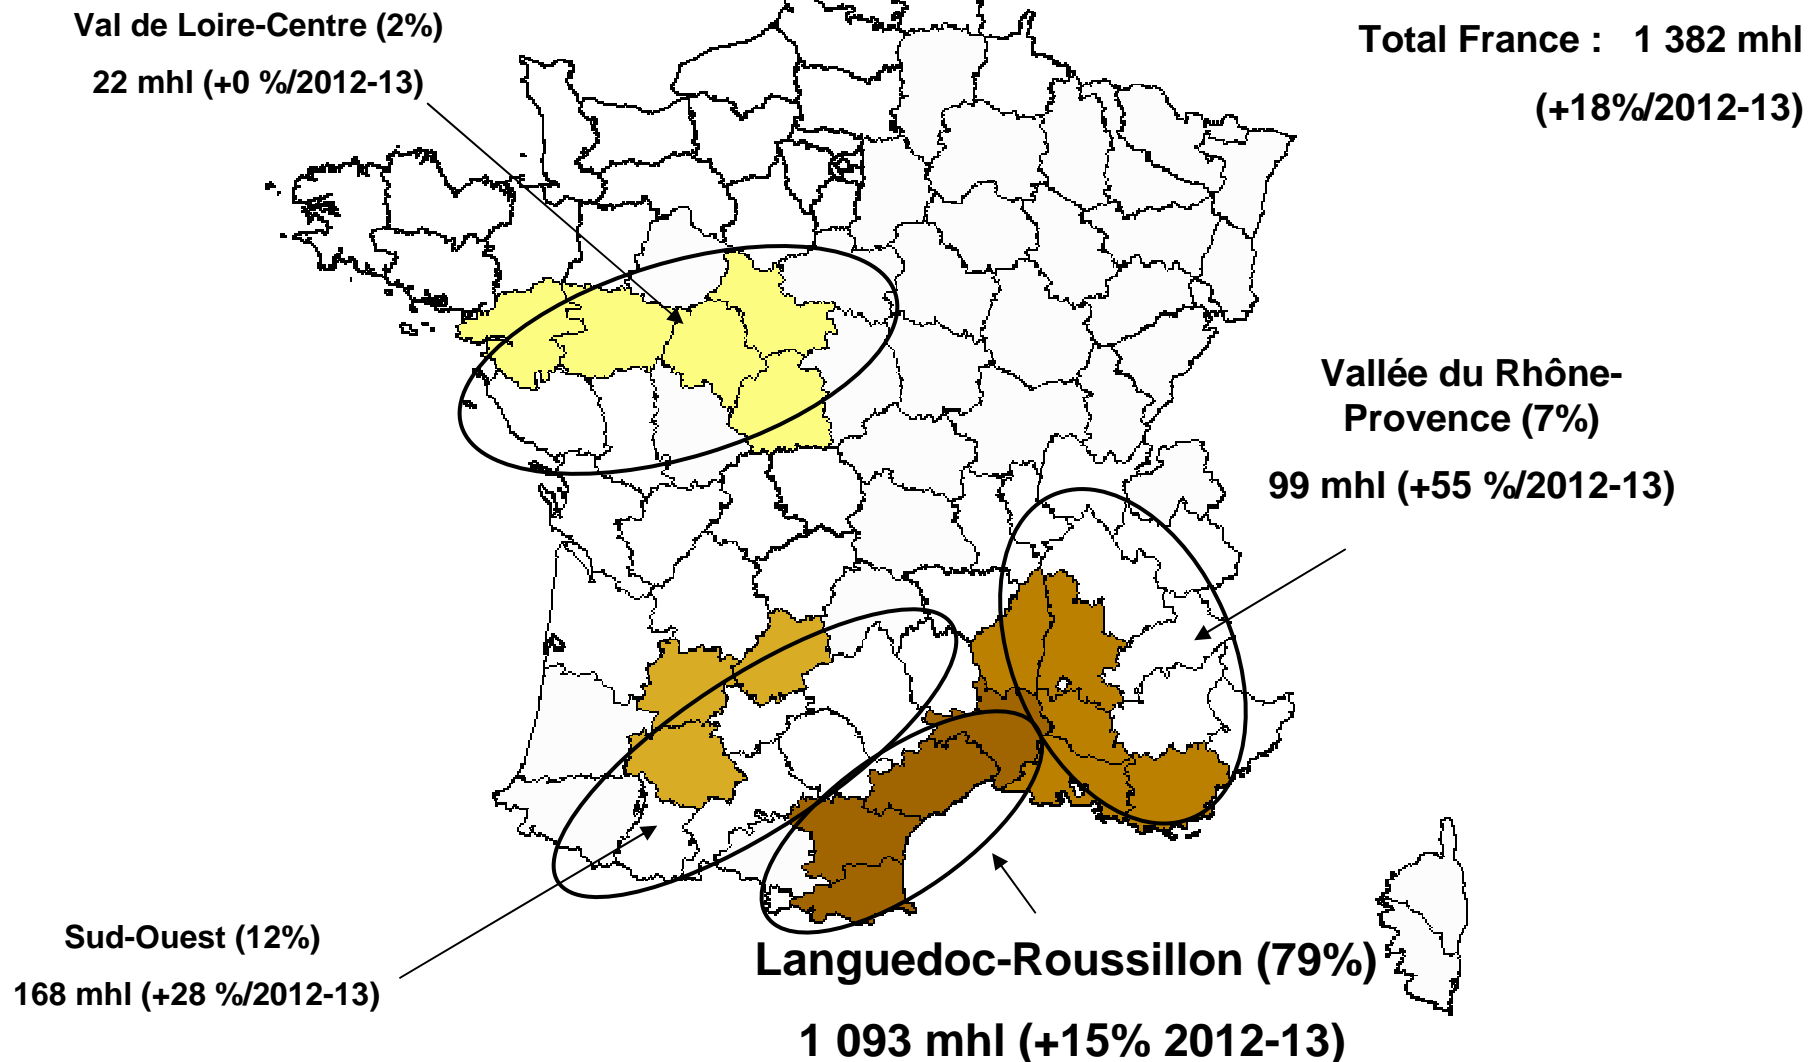 Val de Loire-Centre (2%)
22 mhl (+0 %/2012-13)
Total France : 1 382 mhl
(+18%/2012-13)
Vallée du Rhône-
Provence (7%)
99 mhl (+55 %/2012-13)
Sud-Ouest (12%)
168 mhl (+28 %/2012-13)
Languedoc-Roussillon (79%)
1 093 mhl (+15% 2012-13)